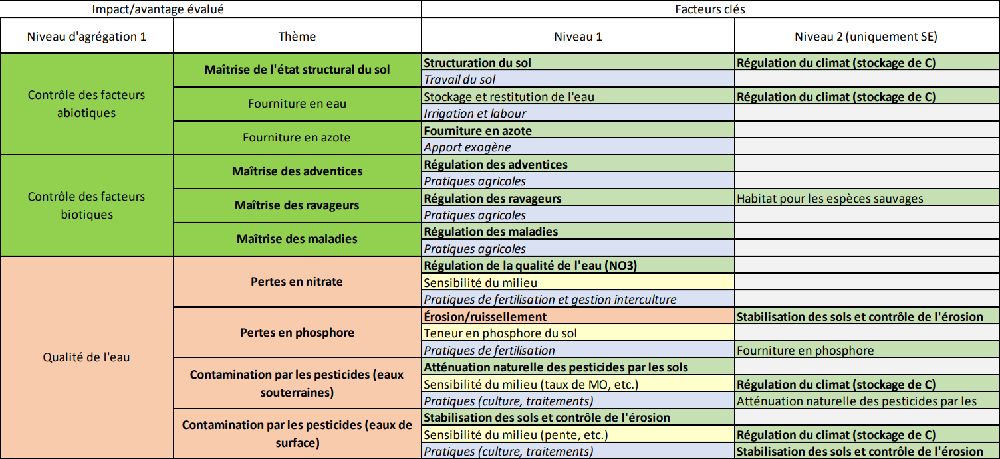 Impact/avantage évalué Facteurs clés
Niveau d'agrégation 1 Thème Niveau 1 Niveau 2 (uniquement SE)
Contrôle des facteurs
abiotiques
Maîtrise de l'état structural du sol
Structuration du sol Régulation du climat (stockage de C)
Travail du sol
Fourniture en eau
Stockage et restitution de l'eau Régulation du climat (stockage de C)
Irrigation et labour
Fourniture en azote
Fourniture en azote
Apport exogène
Contrôle des facteurs
biotiques
Maîtrise des adventices
Régulation des adventices
Pratiques agricoles
Maîtrise des ravageurs
Régulation des ravageurs Habitat pour les espèces sauvages
Pratiques agricoles
Maîtrise des maladies
Régulation des maladies
Pratiques agricoles
Qualité de l'eau
Pertes en nitrate
Régulation de la qualité de l'eau (NO3)
Sensibilité du milieu
Pratiques de fertilisation et gestion interculture
Pertes en phosphore
Érosion/ruissellement Stabilisation des sols et contrôle de l'érosion
Teneur en phosphore du sol
Pratiques de fertilisation Fourniture en phosphore
Contamination par les pesticides (eaux
souterraines)
Atténuation naturelle des pesticides par les sols
Sensibilité du milieu (taux de MO, etc.) Régulation du climat (stockage de C)
Pratiques (culture, traitements) Atténuation naturelle des pesticides par les
Contamination par les pesticides (eaux de
surface)
Stabilisation des sols et contrôle de l'érosion
Sensibilité du milieu (pente, etc.) Régulation du climat (stockage de C)
Pratiques (culture, traitements) Stabilisation des sols et contrôle de l'érosion